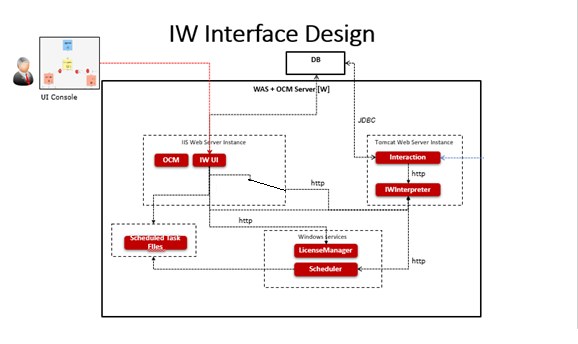 IW Interface Design
DB
UI Console
WAS + OCM Server [W]
JDBC
IIS Web Server Instance
Tomcat Web Server Instance
OCM
IW UI
Interaction
http
http
IWInterpreter
http
Scheduled Task
Files
Windows Services
LicenseManager
http
Scheduler